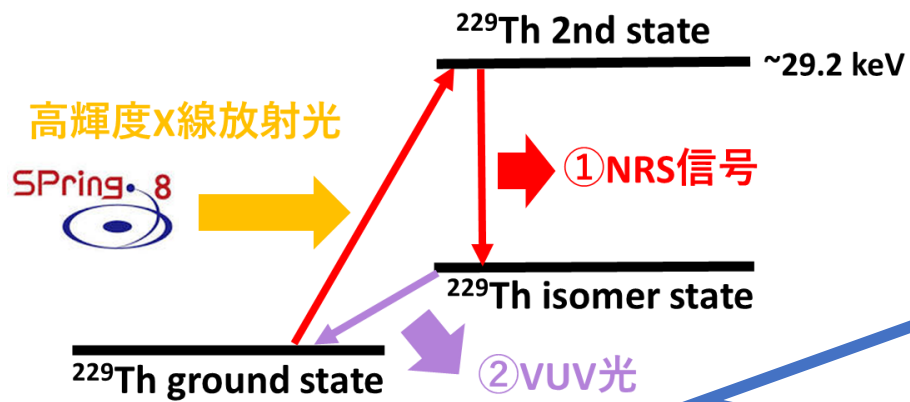 ²²⁹Th 2nd state
~29.2 keV
高輝度X線放射光
SPring-8
①NRS信号
²²⁹Th isomer state
²²⁹Th ground state
②VUV光